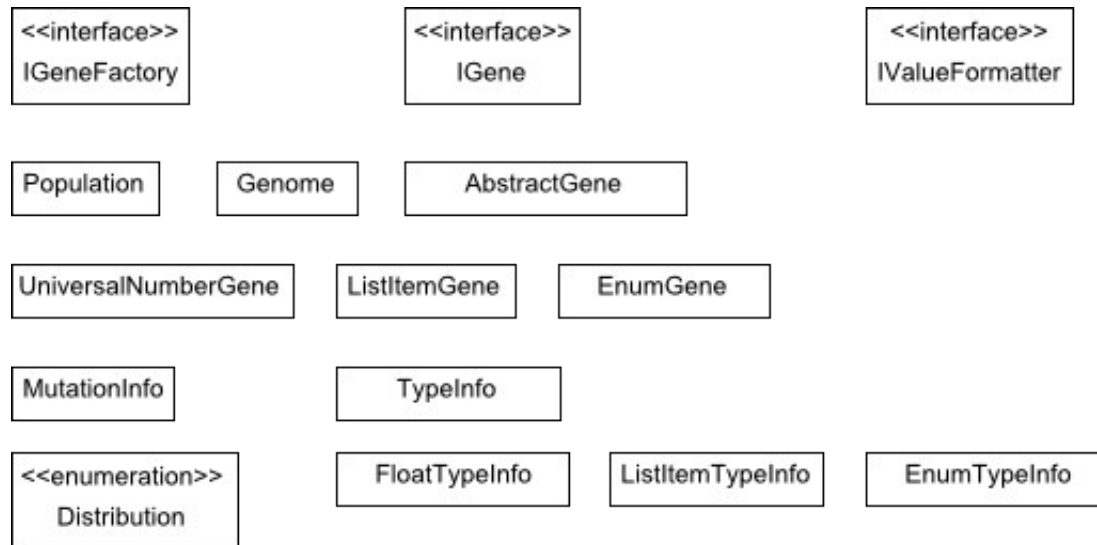 <<interface>>
IGeneFactory
<<interface>>
IGene
<<interface>>
IValueFormatter
Population
Genome
AbstractGene
UniversalNumberGene
ListItemGene
EnumGene
MutationInfo
TypeInfo
<<enumeration>>
Distribution
FloatTypeInfo
ListItemTypeInfo
EnumTypeInfo